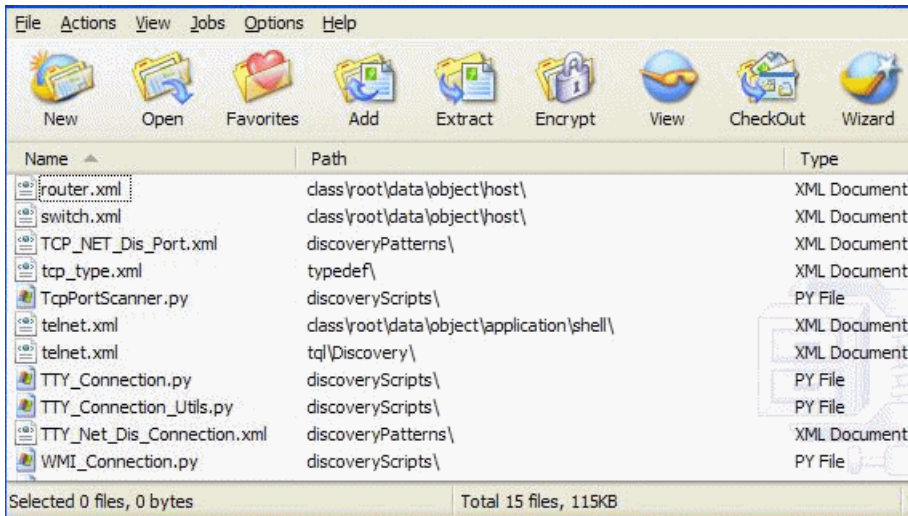 File Actions View Jobs Options Help
New Open Favorites Add Extract Encrypt View CheckOut Wizard
Name Path Type
router.xml class\root\data\object\host\ XML Document
switch.xml class\root\data\object\host\ XML Document
TCP_NET_Dis_Port.xml discoveryPatterns\ XML Document
tcp_type.xml typedef\ XML Document
TcpPortScanner.py discoveryScripts\ PY File
telnet.xml class\root\data\object\application\shell\ XML Document
telnet.xml tql\Discovery\ XML Document
TTY_Connection.py discoveryScripts\ PY File
TTY_Connection_Utils.py discoveryScripts\ PY File
TTY_Net_Dis_Connection.xml discoveryPatterns\ XML Document
WMI_Connection.py discoveryScripts\ PY File
Selected 0 files, 0 bytes Total 15 files, 115KB